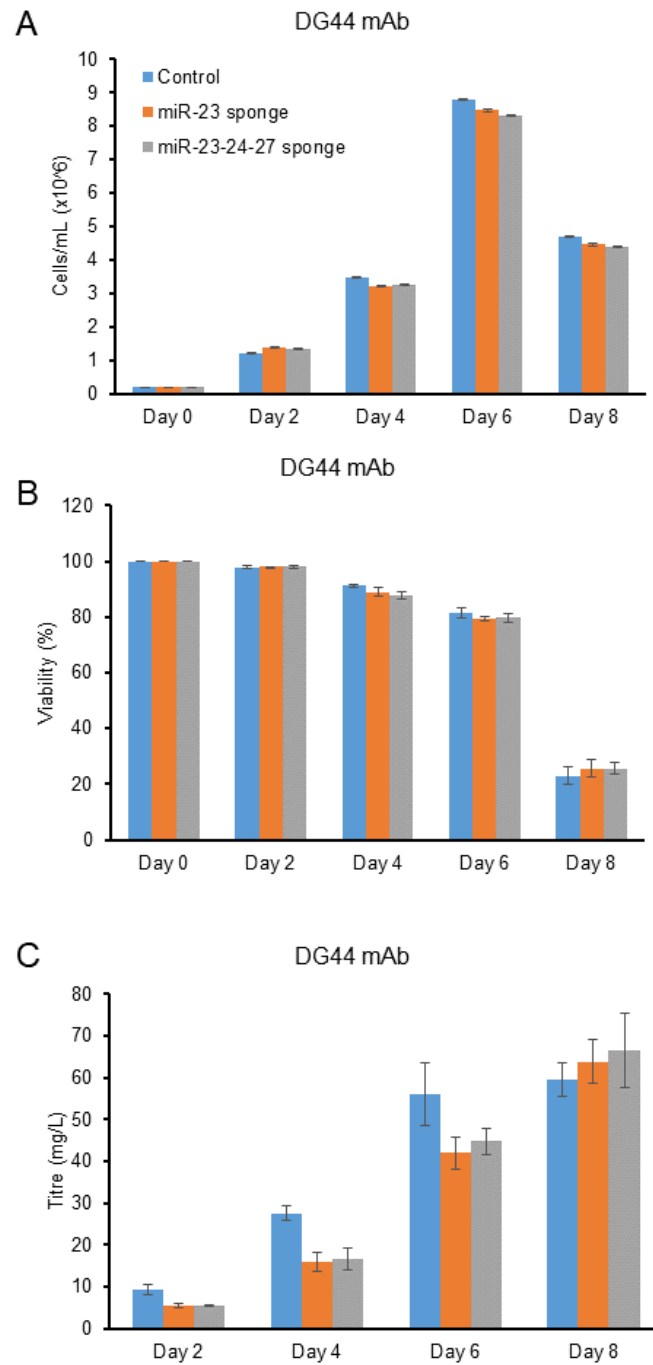 A
DG44 mAb
Control
miR-23 sponge
miR-23-24-27 sponge
Cells/mL (x10^6)
10
9
8
7
6
5
4
3
2
1
0
Day 0 Day 2 Day 4 Day 6 Day 8
B
DG44 mAb
Viability (%)
120
100
80
60
40
20
0
Day 0 Day 2 Day 4 Day 6 Day 8
C
DG44 mAb
Titre (mg/L)
80
70
60
50
40
30
20
10
0
Day 2 Day 4 Day 6 Day 8